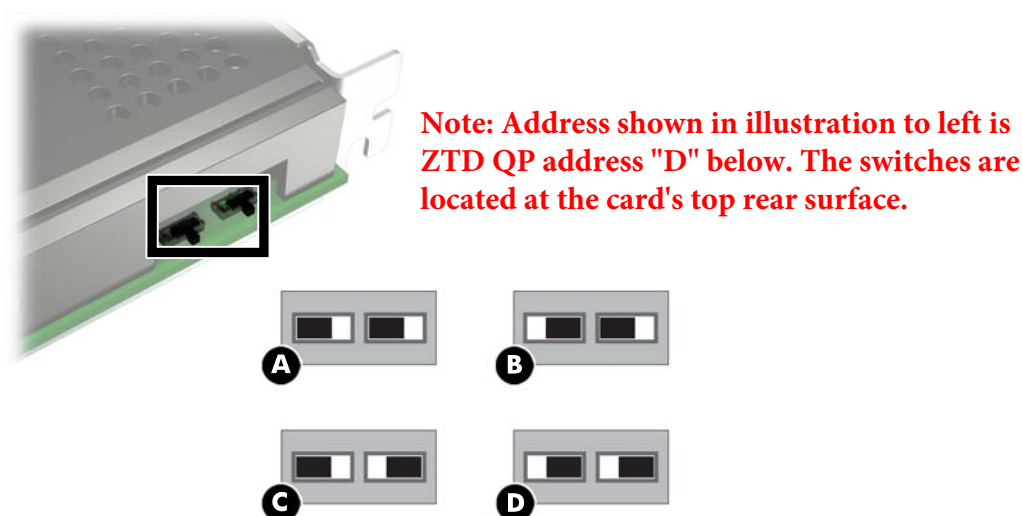 Note: Address shown in illustration to left is
ZTD QP address "D" below. The switches are
located at the card's top rear surface.
A
B
C
D